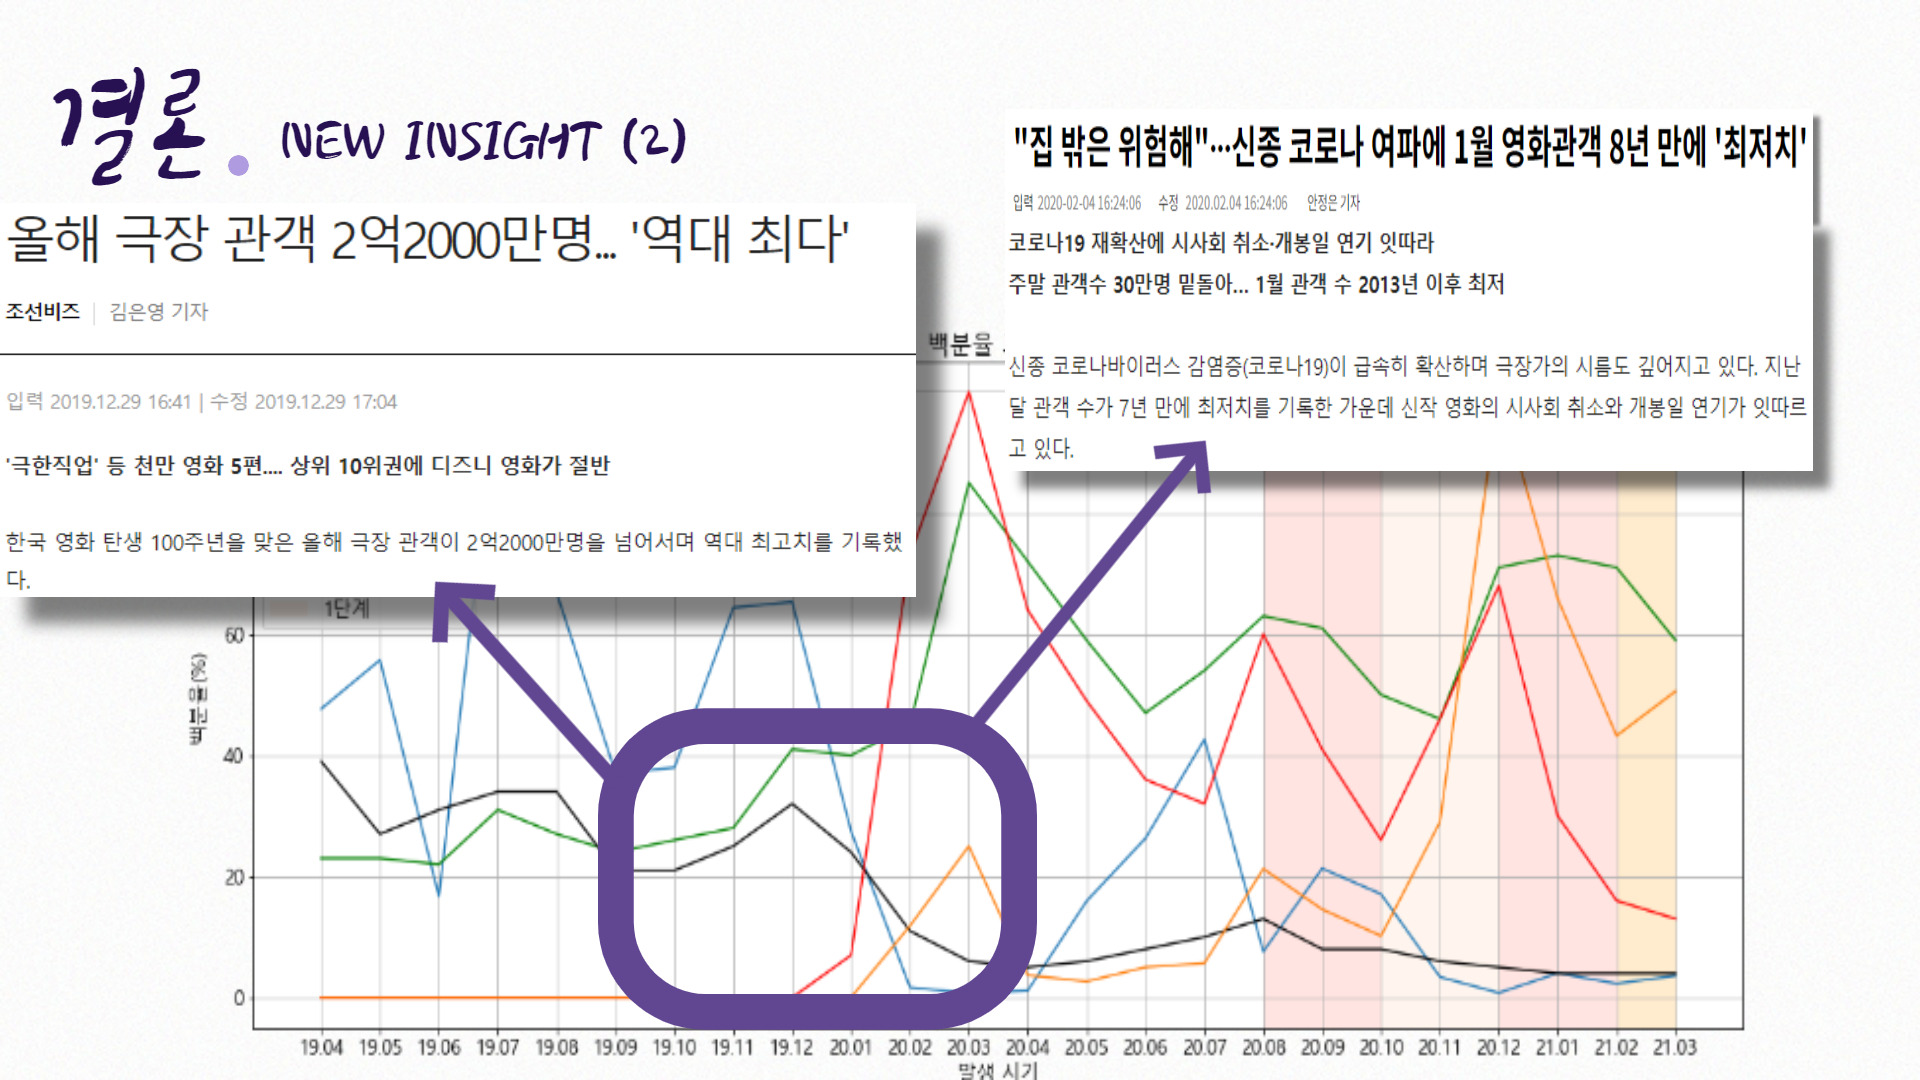 결론. NEW INSIGHT (2)
올해 극장 관객 2억2000만명... '역대 최다'
조선비즈 | 김은영 기자
입력 2019.12.29 16:41 | 수정 2019.12.29 17:04
'극한직업' 등 천만 영화 5편.... 상위 10위권에 디즈니 영화가 절반
한국 영화 탄생 100주년을 맞은 올해 극장 관객이 2억2000만명을 넘어서며 역대 최고치를 기록했
다.
"집 밖은 위험해"…신종 코로나 여파에 1월 영화관객 8년 만에 '최저치'
입력 2020-02-04 16:24:06 수정 2020.02.04 16:24:06 안정은 기자
코로나19 재확산에 시사회 취소·개봉일 연기 잇따라
주말 관객수 30만명 밑돌아... 1월 관객 수 2013년 이후 최저
신종 코로나바이러스 감염증(코로나19)이 급속히 확산하며 극장가의 시름도 깊어지고 있다. 지난
달 관객 수가 7년 만에 최저치를 기록한 가운데 신작 영화의 시사회 취소와 개봉일 연기가 잇따르
고 있다.
백분율
1단계
백분율(%)
60
40
20
0
19.04 19.05 19.06 19.07 19.08 19.09 19.10 19.11 19.12 20.01 20.02 20.03 20.04 20.05 20.06 20.07 20.08 20.09 20.10 20.11 20.12 21.01 21.02 21.03
발생 시기